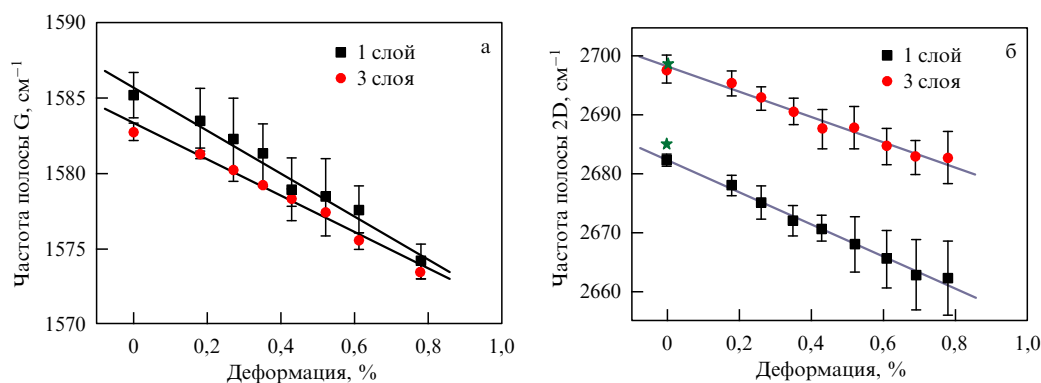 Частота полосы G, см⁻¹
1590
1585
1580
1575
1570
а
1 слой
3 слоя
0
0,2
0,4
0,6
0,8
1,0
Деформация, %
Частота полосы 2D, см⁻¹
2700
2690
2680
2670
2660
б
3 слоя
1 слой
0
0,2
0,4
0,6
0,8
1,0
Деформация, %